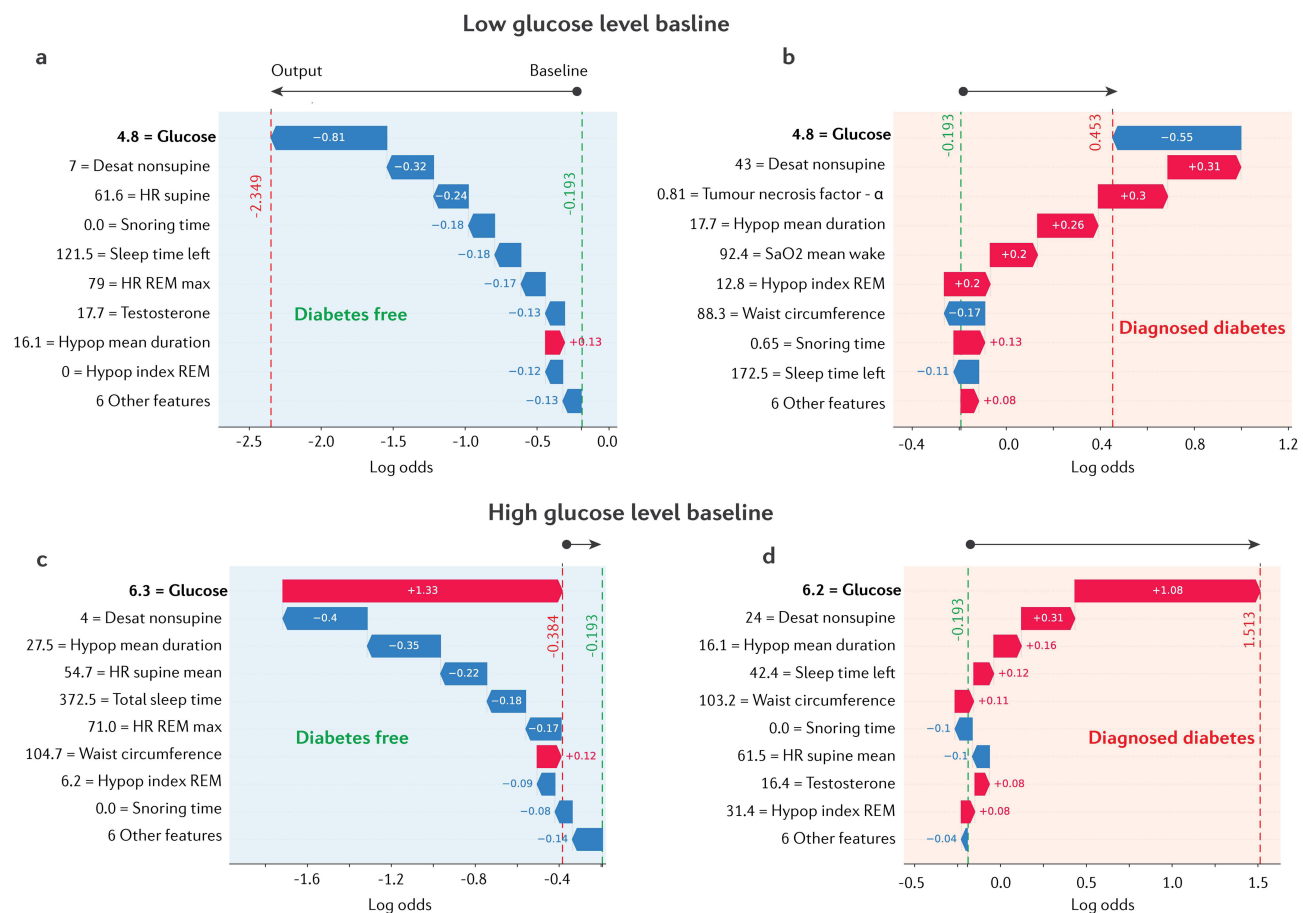 Low glucose level basline
a
b
Output
Baseline
4.8 = Glucose
−0.81
7 = Desat nonsupine
−0.32
61.6 = HR supine
−0.24
0.0 = Snoring time
−0.18
121.5 = Sleep time left
−0.18
79 = HR REM max
−0.17
17.7 = Testosterone
−0.13
16.1 = Hypop mean duration
+0.13
0 = Hypop index REM
−0.12
6 Other features
−0.13
-2.349
-0.193
Diabetes free
-2.5
-2.0
-1.5
-1.0
-0.5
0.0
Log odds
4.8 = Glucose
−0.55
43 = Desat nonsupine
+0.31
0.81 = Tumour necrosis factor - α
+0.3
17.7 = Hypop mean duration
+0.26
92.4 = SaO2 mean wake
+0.2
12.8 = Hypop index REM
+0.2
88.3 = Waist circumference
−0.17
0.65 = Snoring time
+0.13
172.5 = Sleep time left
−0.11
6 Other features
+0.08
-0.193
0.453
Diagnosed diabetes
-0.4
0.0
0.4
0.8
1.2
Log odds
High glucose level baseline
c
d
6.3 = Glucose
+1.33
4 = Desat nonsupine
−0.4
27.5 = Hypop mean duration
−0.35
54.7 = HR supine mean
−0.22
372.5 = Total sleep time
−0.18
71.0 = HR REM max
−0.17
104.7 = Waist circumference
+0.12
6.2 = Hypop index REM
−0.09
0.0 = Snoring time
−0.08
6 Other features
−0.14
-0.384
-0.193
Diabetes free
-1.6
-1.2
-0.8
-0.4
Log odds
6.2 = Glucose
+1.08
24 = Desat nonsupine
+0.31
16.1 = Hypop mean duration
+0.16
42.4 = Sleep time left
+0.12
103.2 = Waist circumference
+0.11
0.0 = Snoring time
−0.1
61.5 = HR supine mean
−0.1
16.4 = Testosterone
+0.08
31.4 = Hypop index REM
+0.08
6 Other features
−0.04
-0.193
1.513
Diagnosed diabetes
-0.5
0.0
0.5
1.0
1.5
Log odds